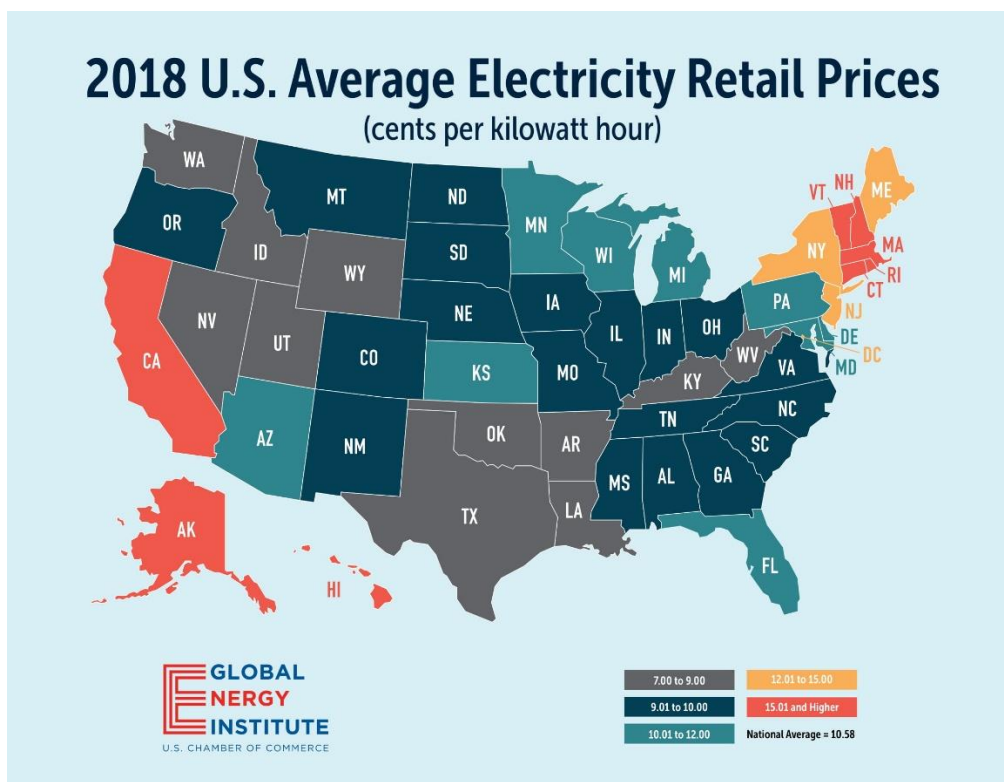 2018 U.S. Average Electricity Retail Prices
(cents per kilowatt hour)
WA
MT
ND
MN
VT
NH
ME
OR
ID
SD
WI
MI
NY
MA
RI
CT
WY
NE
IA
PA
NJ
NV
UT
CO
IL
IN
OH
DE
DC
MD
CA
KS
MO
WV
VA
KY
AZ
NM
OK
AR
TN
NC
SC
MS
AL
GA
TX
LA
AK
FL
HI
GLOBAL
ENERGY
INSTITUTE
U.S. CHAMBER OF COMMERCE
7.00 to 9.00
12.01 to 15.00
9.01 to 10.00
15.01 and Higher
10.01 to 12.00
National Average = 10.58